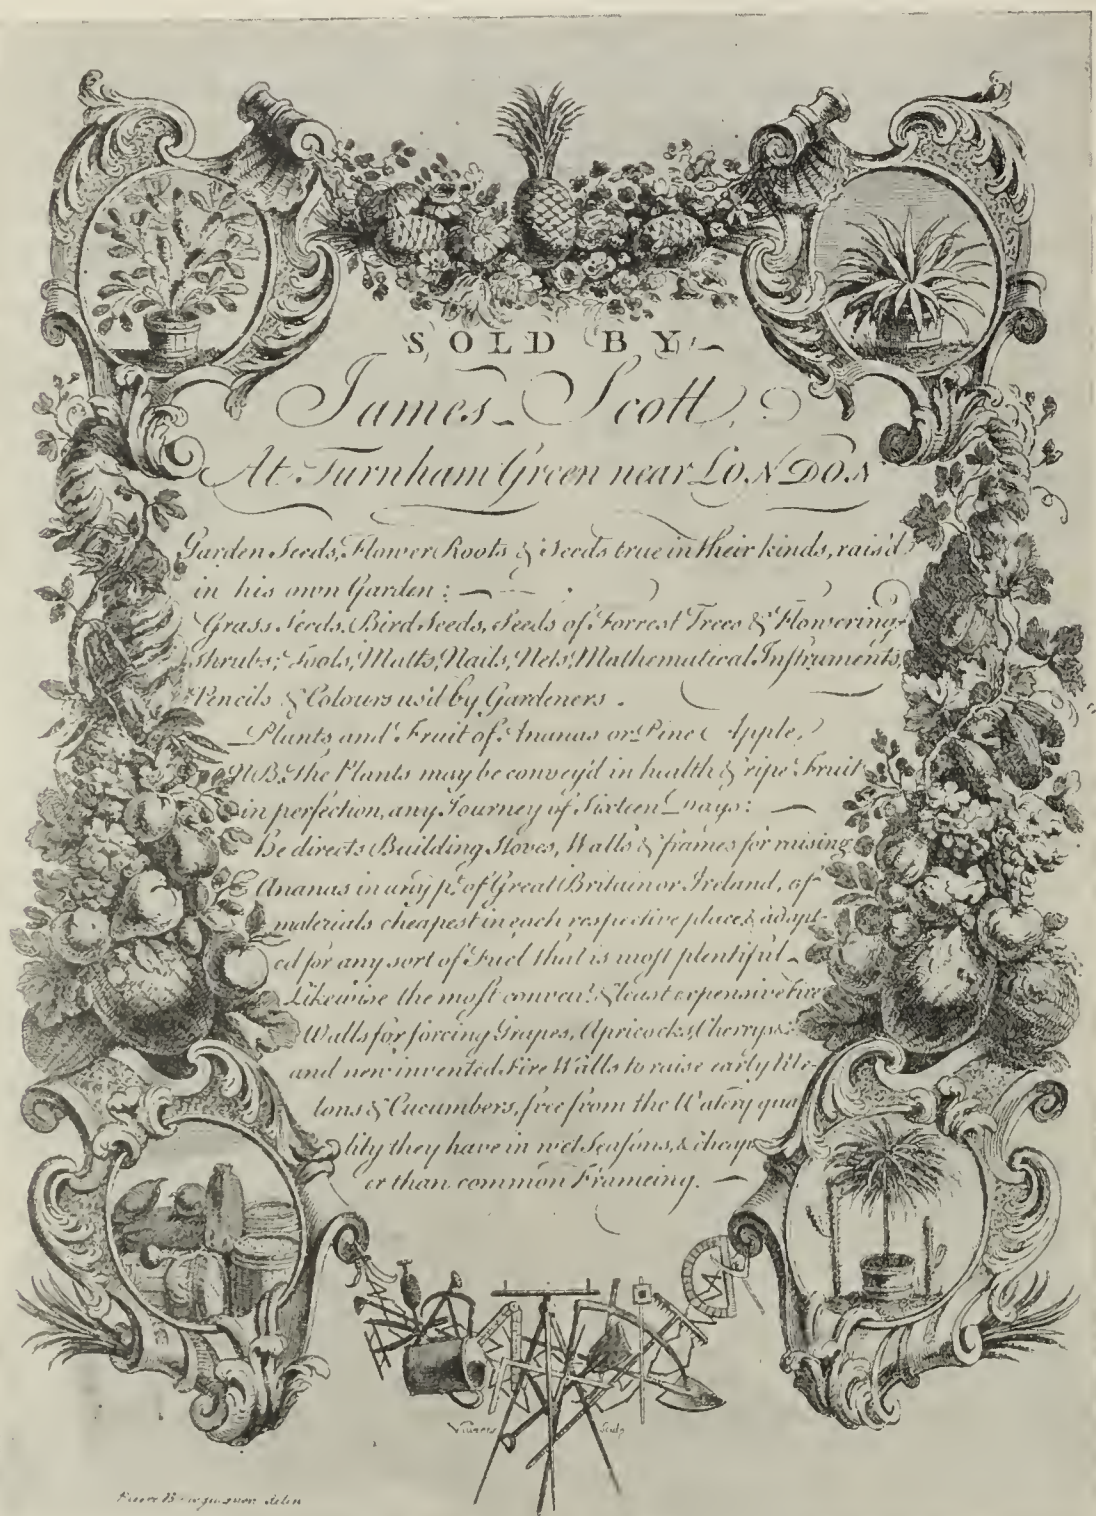 SOLD BY
James Scott,
At Turnham Green near LONDON
Garden Seeds, Flower Roots & Seeds true in their kinds, rais'd
in his own Garden:
Grass Seeds, Bird Seeds, Seeds of Forrest Trees & Flowering
Shrubs; Tools, Matts, Nails, Nets, Mathematical Instruments,
Pencils & Colours us'd by Gardeners.
Plants and Fruit of Ananas or Pine Apple,
NB. the Plants may be convey'd in health & ripe Fruit
in perfection, any Journey of Sixteen Days:
He directs Building Stoves, Walls & frames for raising
Ananas in any pt. of Great Britain or Ireland, of
materials cheapest in each respective place & adapt-
ed for any sort of Fuel that is most plentiful
Likewise the most convent. & least expensive Fire
Walls for forcing Grapes, Apricocks, Cherrys &c.
and new invented Fire Walls to raise early Me-
lons & Cucumbers, free from the Watery qua
lity they have in wet Seasons, & cheap
er than common Frameing.
Vivares Sculp
delin